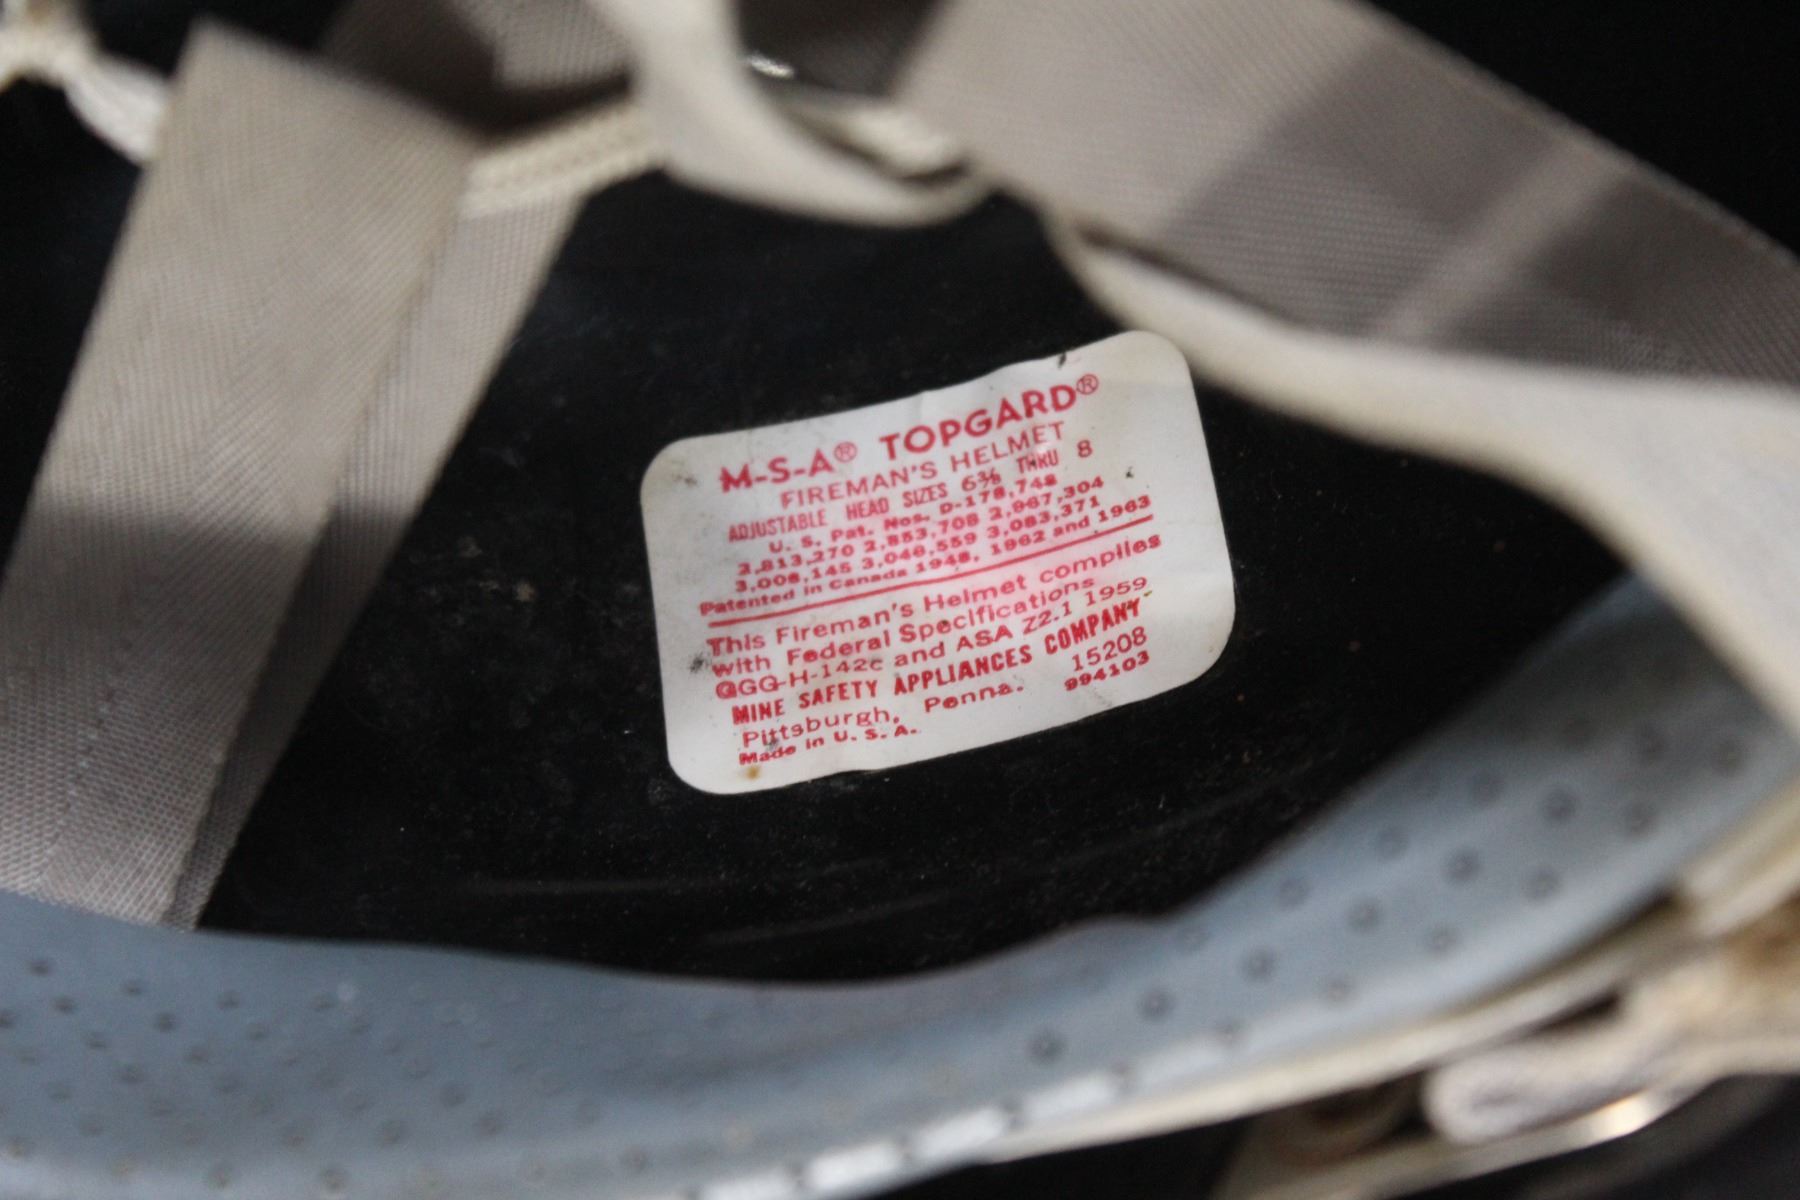 M-S-A® TOPGARD®
FIREMAN'S HELMET
ADJUSTABLE HEAD SIZES 6⅜ THRU 8
U. S. Pat. Nos. D-178,748
2,813,270 2,853,708 2,967,304
3,008,145 3,046,559 3,083,371
Patented in Canada 1948, 1962 and 1963
This Fireman's Helmet complies
with Federal Specifications
GGG-H-142c and ASA Z2.1 1959
MINE SAFETY APPLIANCES COMPANY
Pittsburgh, Penna. 15208
Made in U. S. A. 994103